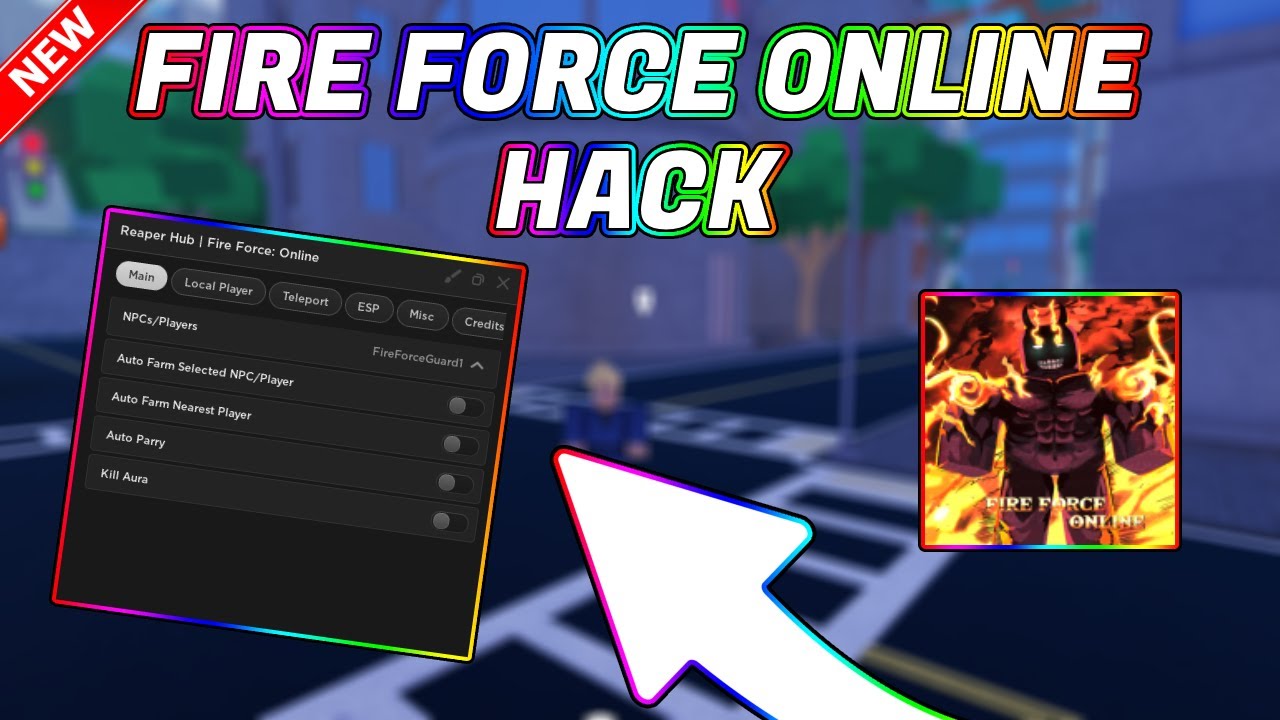 NEW
FIRE FORCE ONLINE
HACK
Reaper Hub | Fire Force: Online
Main Local Player Teleport ESP Misc Credits
NPCs/Players FireForceGuard1
Auto Farm Selected NPC/Player
Auto Farm Nearest Player
Auto Parry
Kill Aura
FIRE FORCE
ONLINE